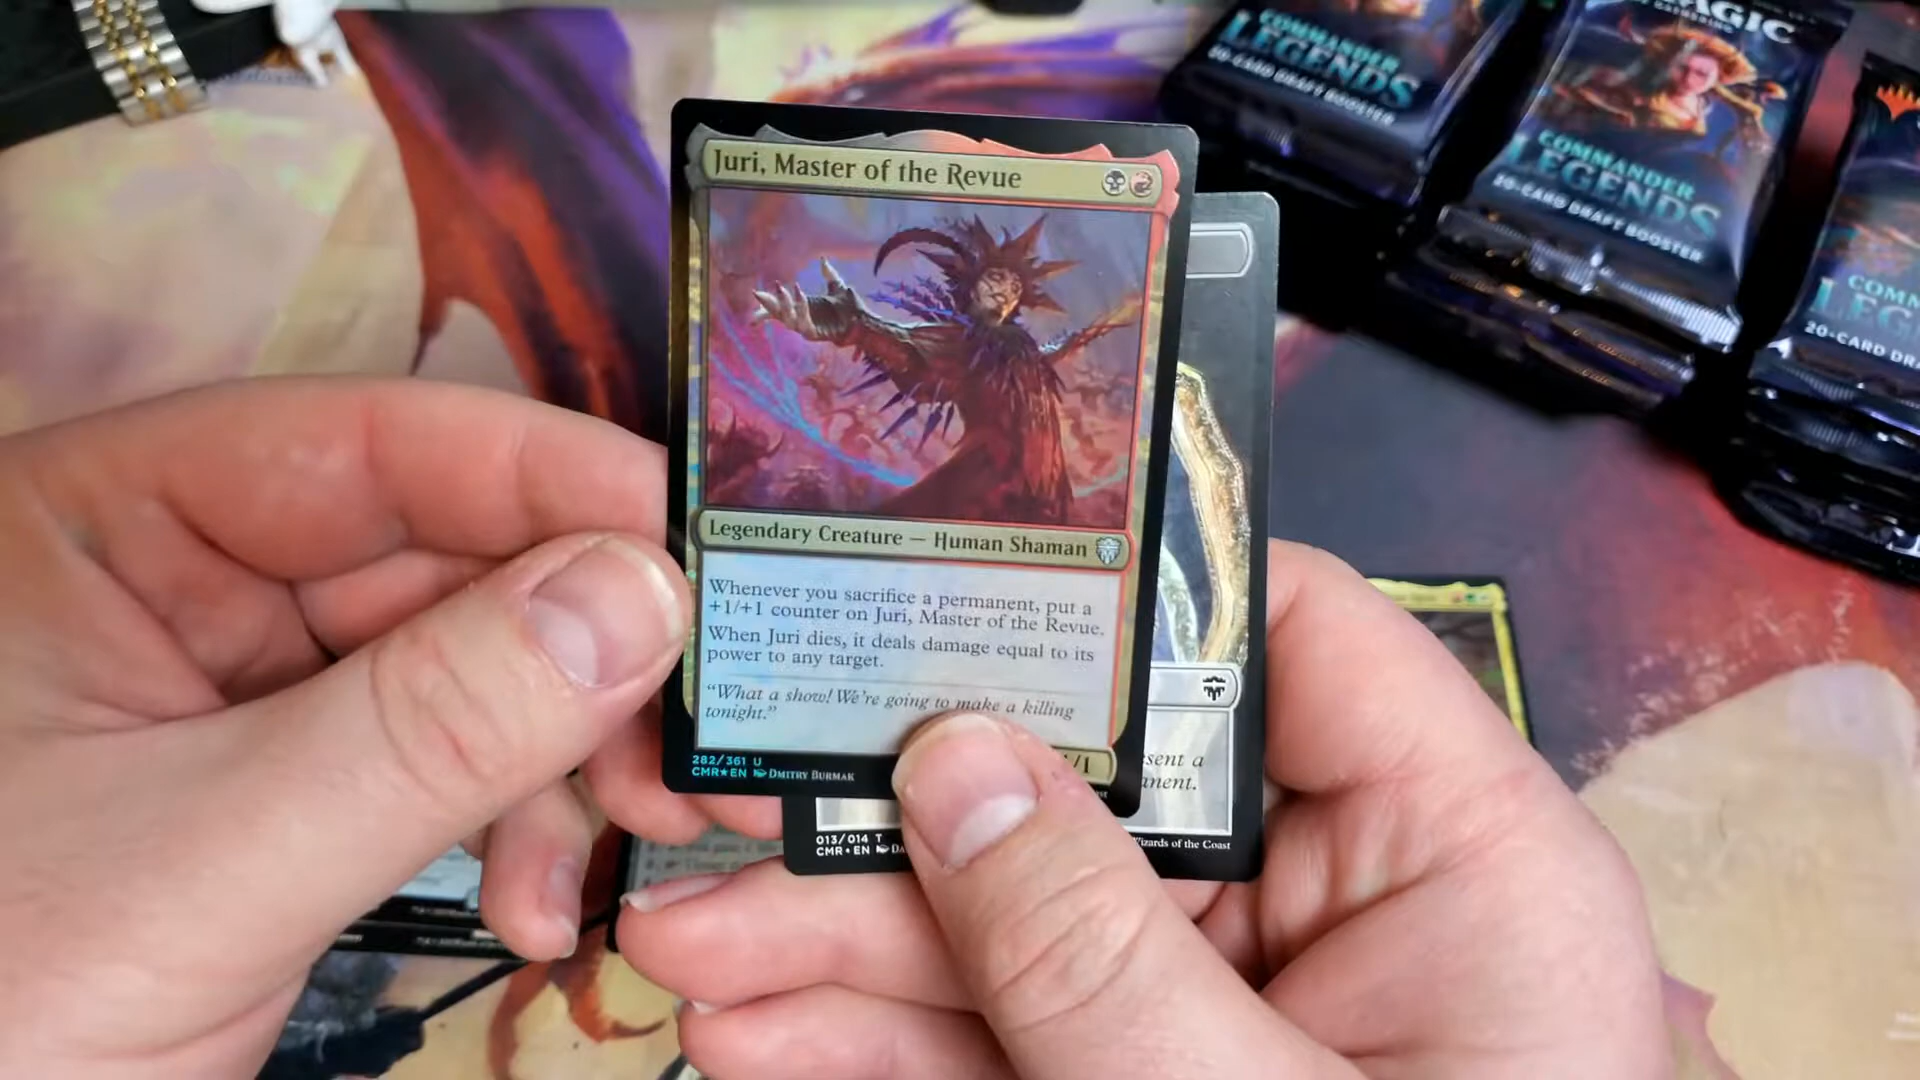 Juri, Master of the Revue
Legendary Creature — Human Shaman
Whenever you sacrifice a permanent, put a
+1/+1 counter on Juri, Master of the Revue.
When Juri dies, it deals damage equal to its
power to any target.
“What a show! We're going to make a killing
tonight.”
1/1
282/361 U
CMR★EN DMITRY BURMAK
sent a
anent.
013/014 T
CMR•EN
Wizards of the Coast
COMMANDER
LEGENDS
20-CARD DRAFT BOOSTER
MAGIC
COMMANDER
LEGENDS
20-CARD DRAFT BOOSTER
COMM
LEG
20-CARD DRA